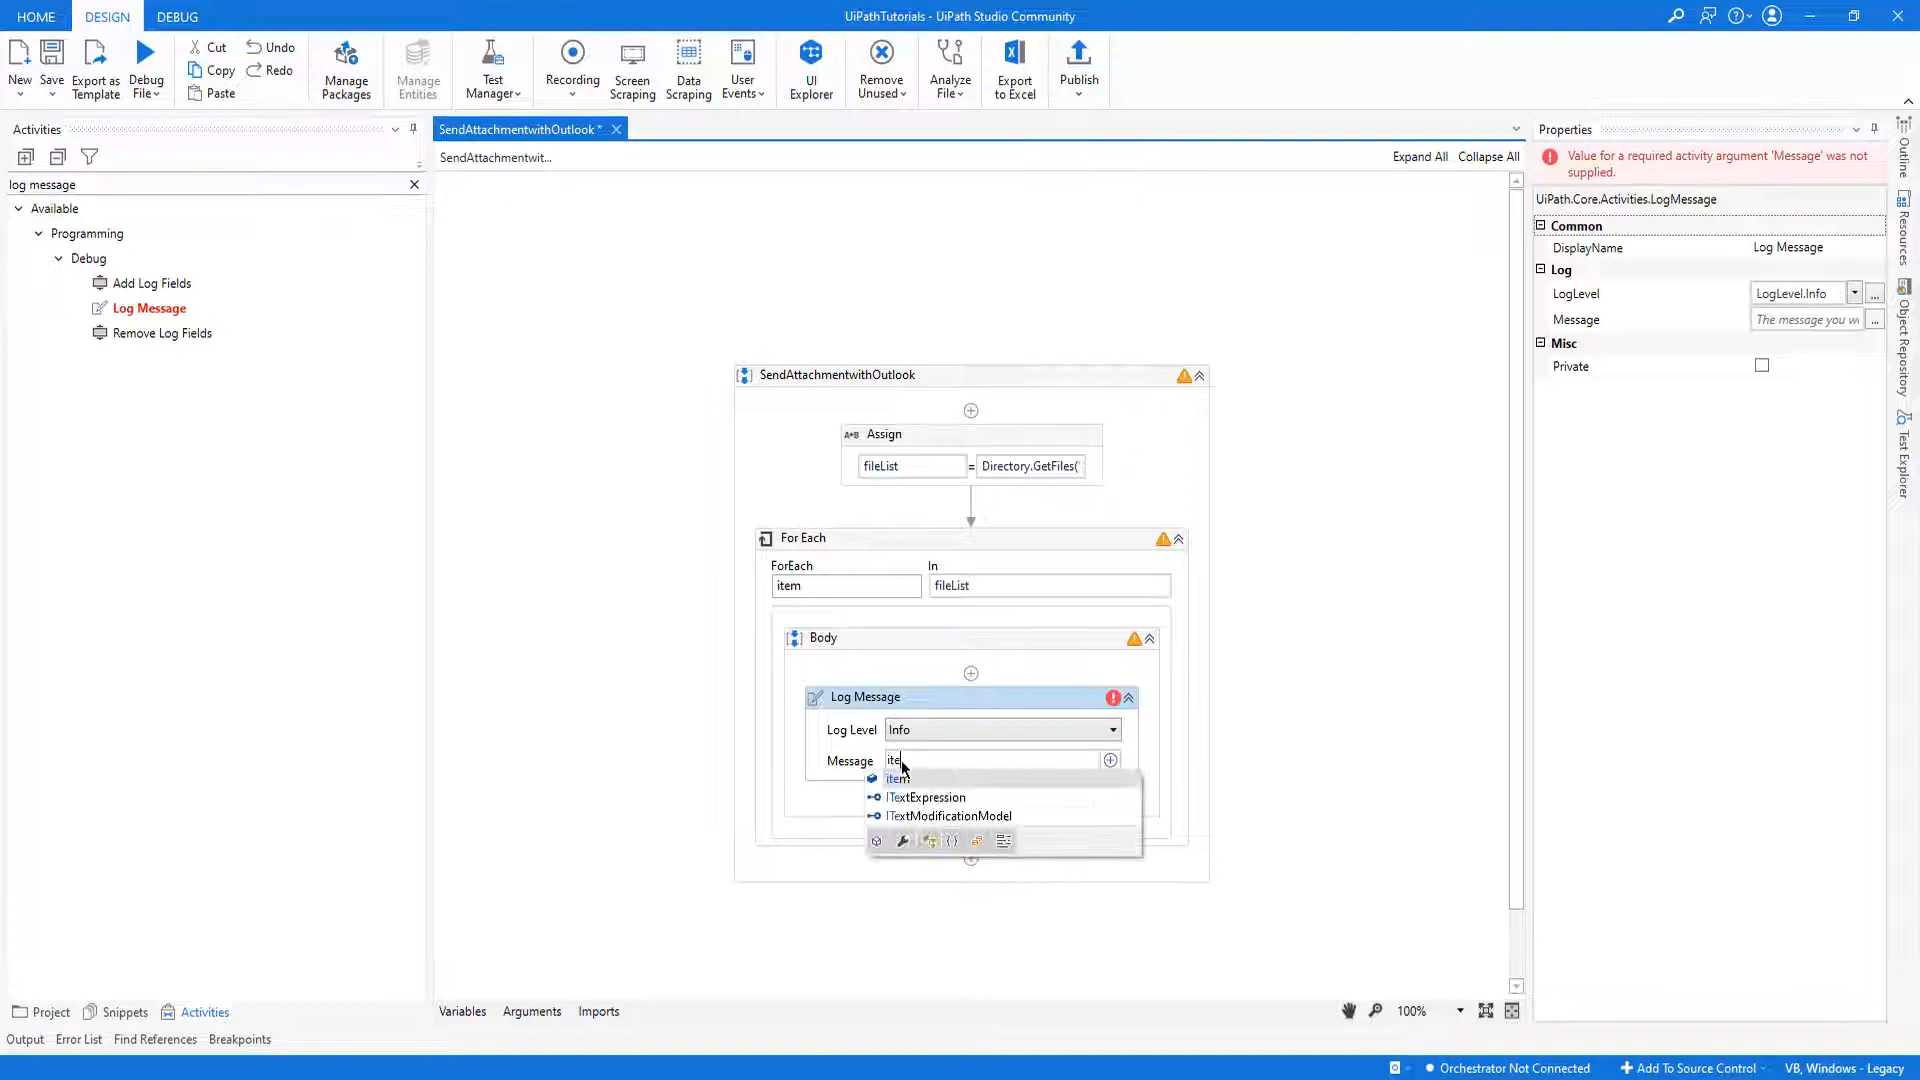 HOME DESIGN DEBUG
UiPathTutorials - UiPath Studio Community
New
Save
Export as Template
Debug File
Cut
Copy
Paste
Undo
Redo
Manage Packages
Manage Entities
Test Manager
Recording
Screen Scraping
Data Scraping
User Events
UI Explorer
Remove Unused
Analyze File
Export to Excel
Publish
Activities
log message
Available
Programming
Debug
Add Log Fields
Log Message
Remove Log Fields
SendAttachmentwithOutlook *
SendAttachmentwit...
Expand All Collapse All
SendAttachmentwithOutlook
A+B Assign
fileList = Directory.GetFiles("
For Each
ForEach In
item fileList
Body
Log Message
Log Level Info
Message ite
item
ITextExpression
ITextModificationModel
Properties
Value for a required activity argument 'Message' was not
supplied.
UiPath.Core.Activities.LogMessage
Common
DisplayName Log Message
Log
LogLevel LogLevel.Info ...
Message The message you w ...
Misc
Private
Outline
Resources
Object Repository
Test Explorer
Project Snippets Activities
Variables Arguments Imports
100%
Output Error List Find References Breakpoints
Orchestrator Not Connected Add To Source Control VB, Windows - Legacy